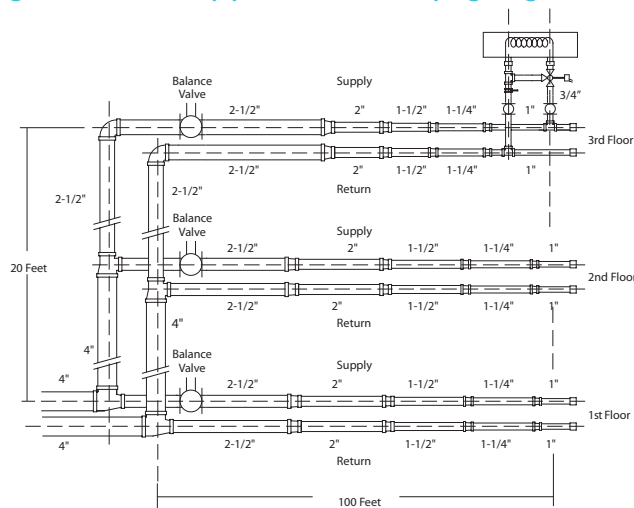 Balance
Valve
2-1/2"
Supply
2"
1-1/2"
1-1/4"
1"
3/4"
3rd Floor
2-1/2"
2"
1-1/2"
1-1/4"
1"
Return
2-1/2"
2-1/2"
Balance
Valve
2-1/2"
Supply
2"
1-1/2"
1-1/4"
1"
20 Feet
2nd Floor
2-1/2"
2"
1-1/2"
1-1/4"
1"
Return
4"
4"
Balance
Valve
2-1/2"
Supply
2"
1-1/2"
1-1/4"
1"
4"
1st Floor
4"
2-1/2"
2"
1-1/2"
1-1/4"
1"
Return
100 Feet